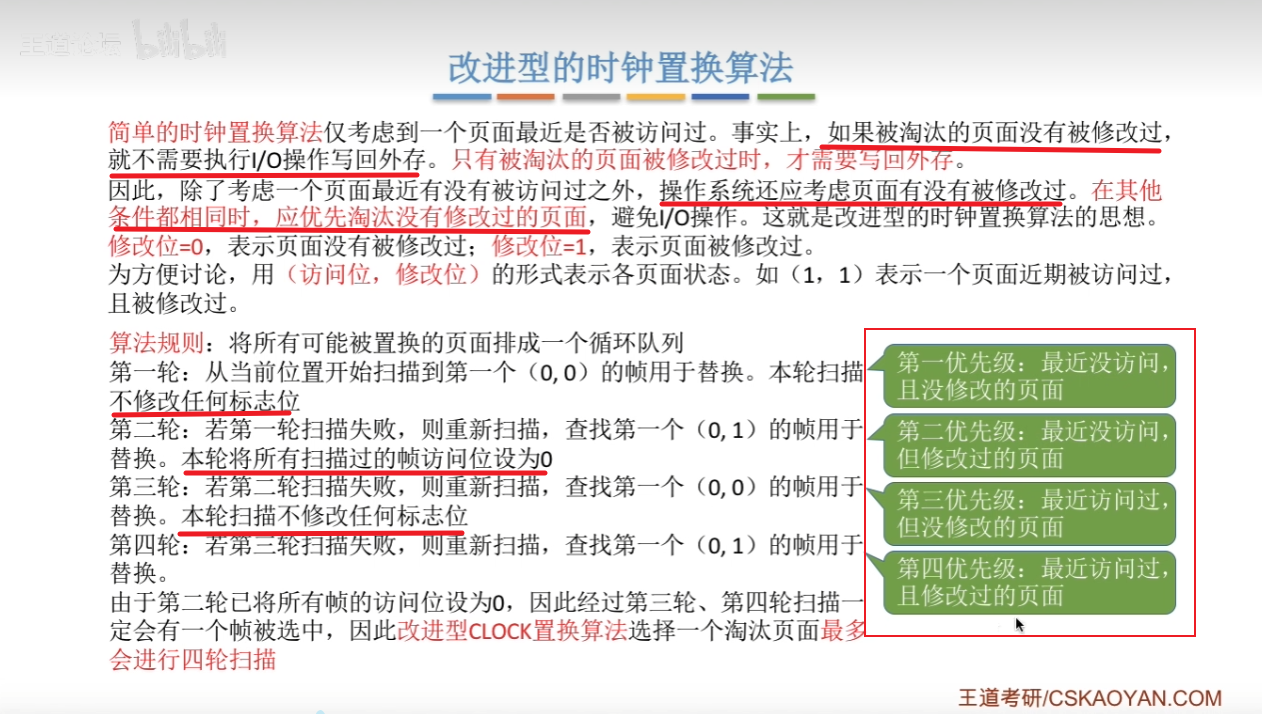 王道论坛 bilibili
改进型的时钟置换算法
简单的时钟置换算法仅考虑到一个页面最近是否被访问过。事实上，如果被淘汰的页面没有被修改过，
就不需要执行I/O操作写回外存。只有被淘汰的页面被修改过时，才需要写回外存。
因此，除了考虑一个页面最近有没有被访问过之外，操作系统还应考虑页面有没有被修改过。在其他
条件都相同时，应优先淘汰没有修改过的页面，避免I/O操作。这就是改进型的时钟置换算法的思想。
修改位=0，表示页面没有被修改过；修改位=1，表示页面被修改过。
为方便讨论，用（访问位，修改位）的形式表示各页面状态。如（1，1）表示一个页面近期被访问过，
且被修改过。
算法规则：将所有可能被置换的页面排成一个循环队列
第一轮：从当前位置开始扫描到第一个（0, 0）的帧用于替换。本轮扫描
不修改任何标志位
第二轮：若第一轮扫描失败，则重新扫描，查找第一个（0, 1）的帧用于
替换。本轮将所有扫描过的帧访问位设为0
第三轮：若第二轮扫描失败，则重新扫描，查找第一个（0, 0）的帧用于
替换。本轮扫描不修改任何标志位
第四轮：若第三轮扫描失败，则重新扫描，查找第一个（0, 1）的帧用于
替换。
由于第二轮已将所有帧的访问位设为0，因此经过第三轮、第四轮扫描一
定会有一个帧被选中，因此改进型CLOCK置换算法选择一个淘汰页面最多
会进行四轮扫描
第一优先级：最近没访问，
且没修改的页面
第二优先级：最近没访问，
但修改过的页面
第三优先级：最近访问过，
但没修改的页面
第四优先级：最近访问过，
且修改过的页面
王道考研/CSKAOYAN.COM